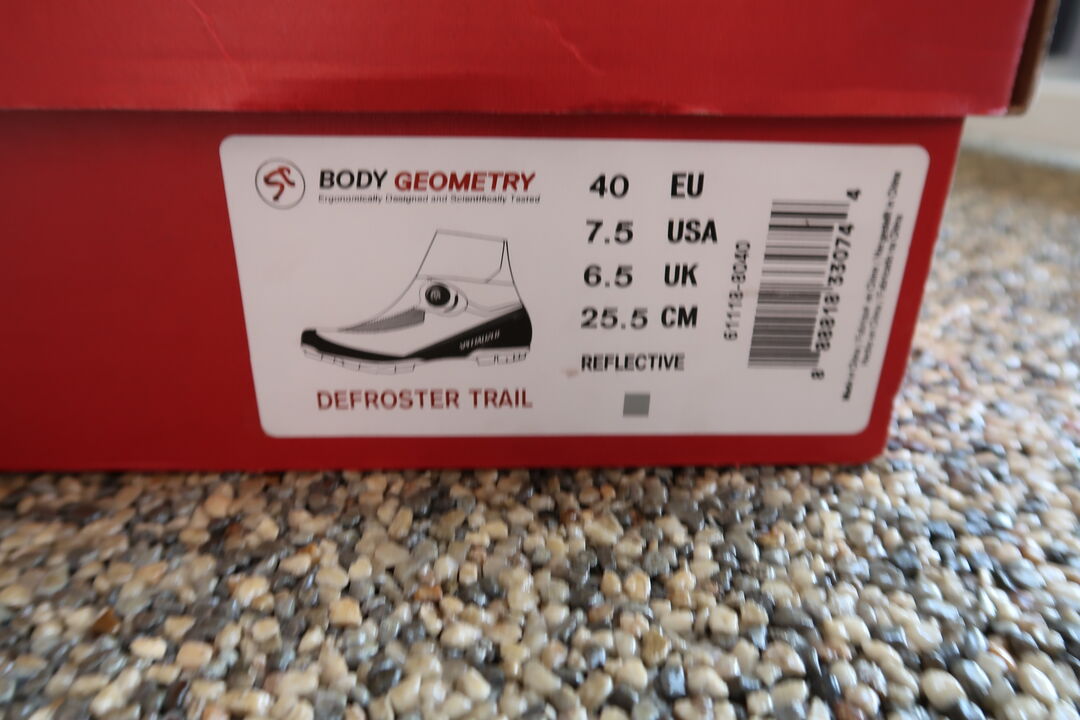 BODY GEOMETRY
Ergonomically Designed and Scientifically Tested
40 EU
7.5 USA
6.5 UK
25.5 CM
REFLECTIVE
SPECIALIZED
DEFROSTER TRAIL
61118-8040